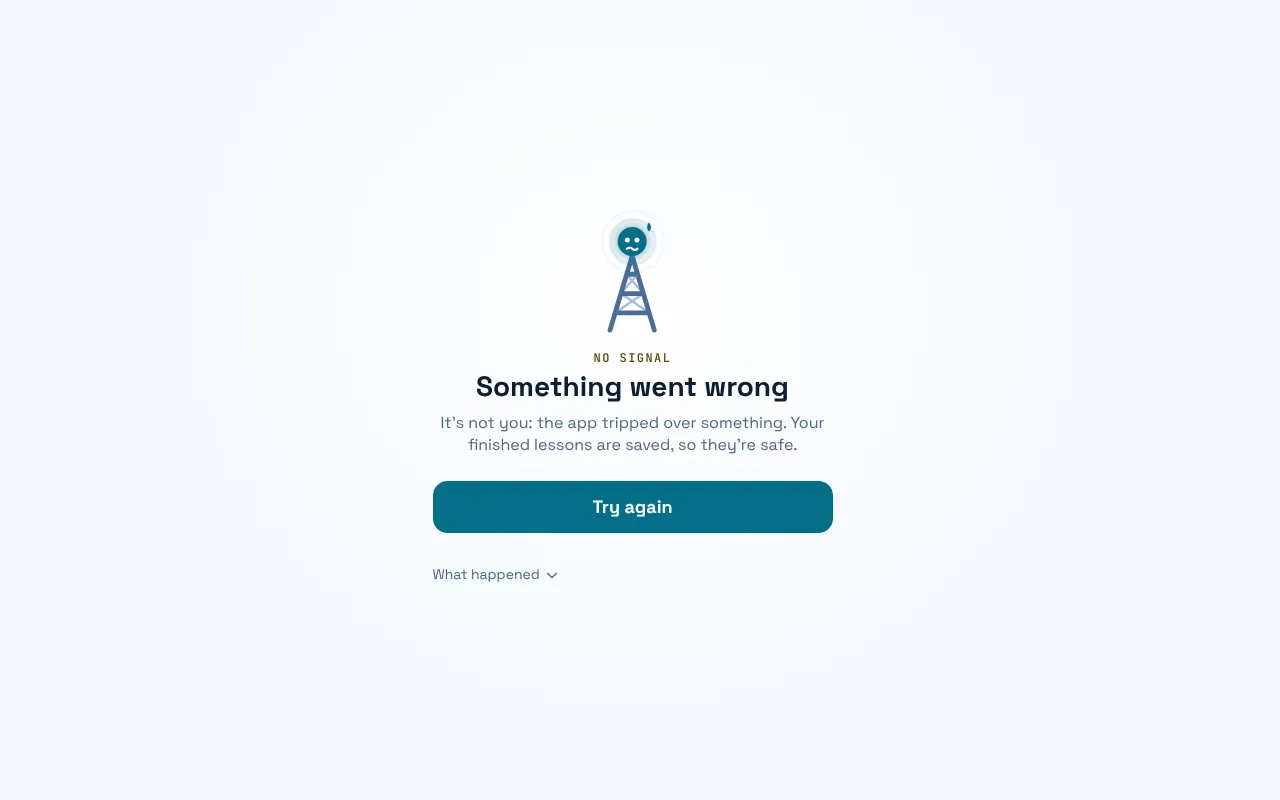 NO SIGNAL
Something went wrong
It’s not you: the app tripped over something. Your
finished lessons are saved, so they’re safe.
Try again
What happened